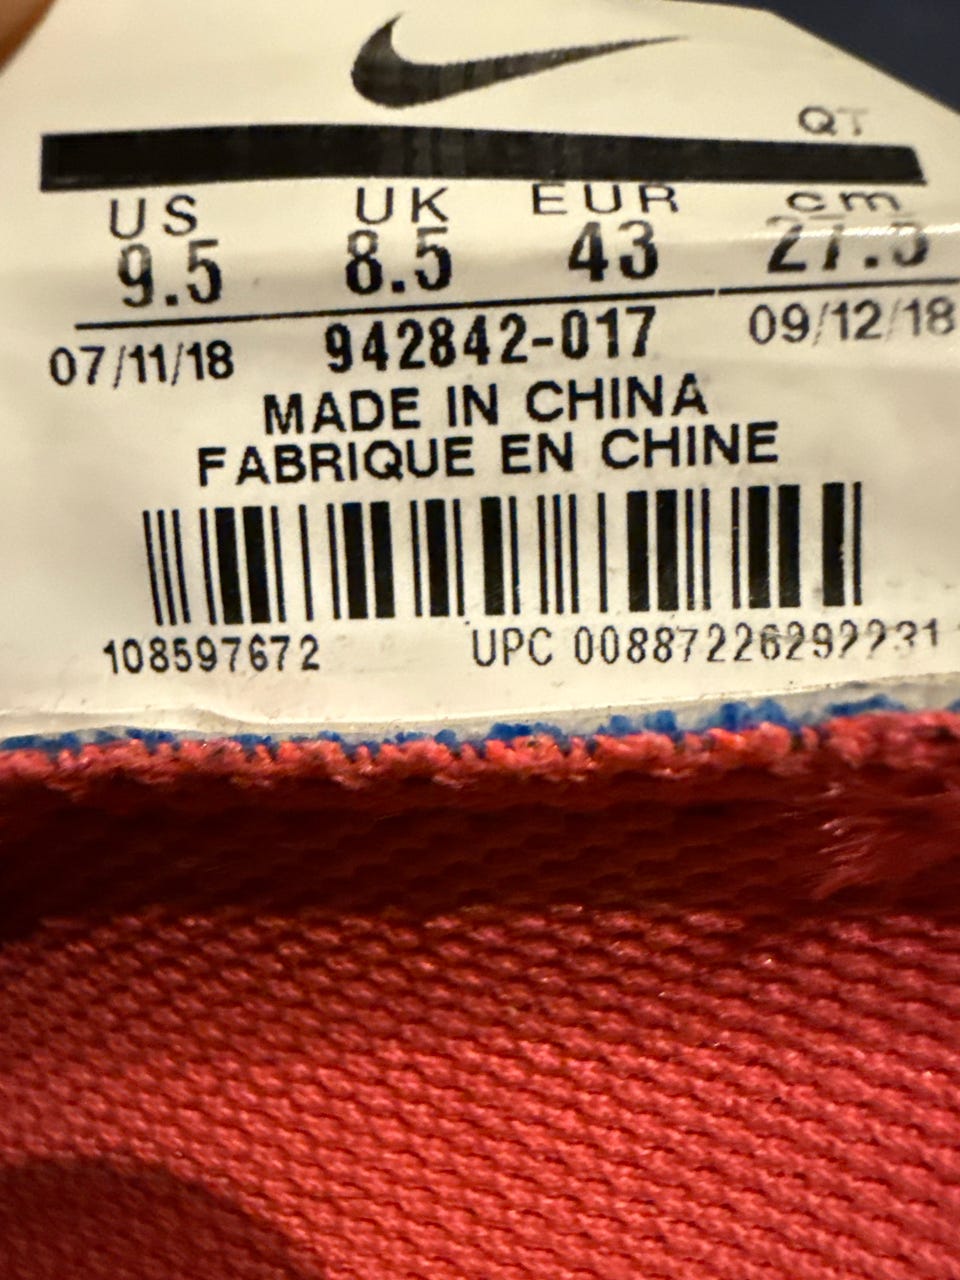 QT
US UK EUR cm
9.5 8.5 43 27.5
07/11/18 942842-017 09/12/18
MADE IN CHINA
FABRIQUE EN CHINE
108597672 UPC 00887226292231